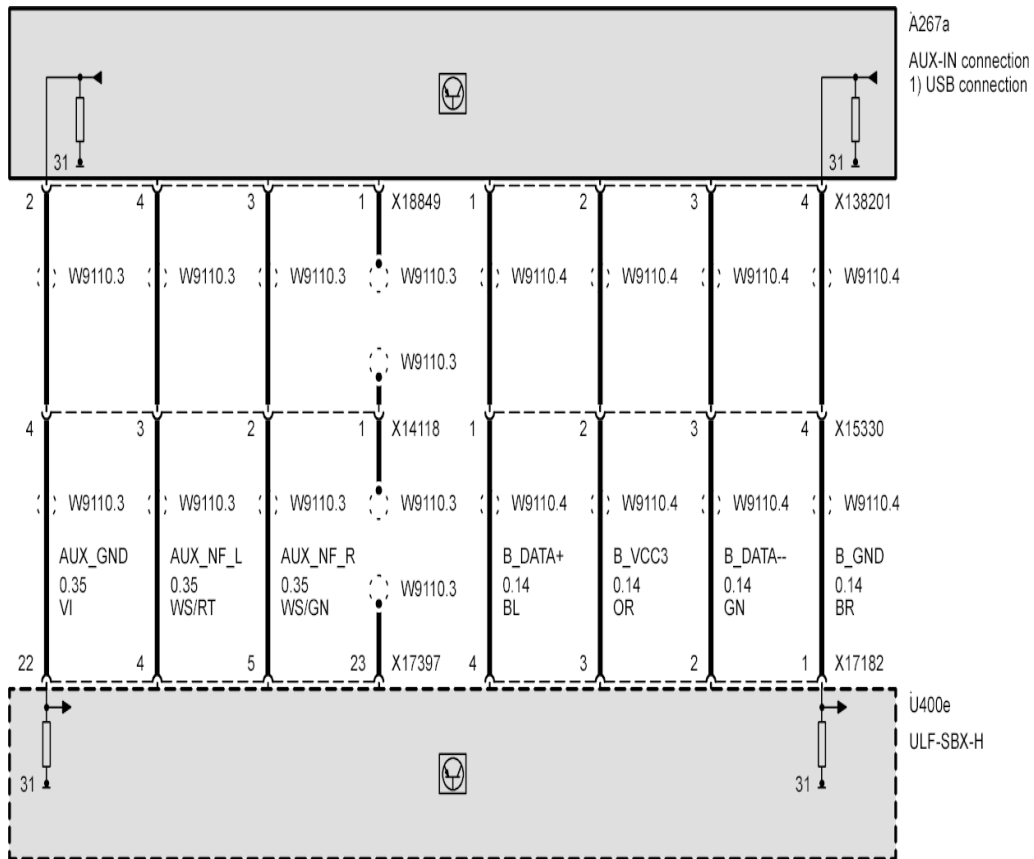 A267a
AUX-IN connection
1) USB connection
31 31
2 4 3 1 X18849 1 2 3 4 X138201
W9110.3 W9110.3 W9110.3 W9110.3 W9110.4 W9110.4 W9110.4 W9110.4
W9110.3
4 3 2 1 X14118 1 2 3 4 X15330
W9110.3 W9110.3 W9110.3 W9110.3 W9110.4 W9110.4 W9110.4 W9110.4
AUX_GND AUX_NF_L AUX_NF_R B_DATA+ B_VCC3 B_DATA-- B_GND
0.35 0.35 0.35 W9110.3 0.14 0.14 0.14 0.14
VI WS/RT WS/GN BL OR GN BR
22 4 5 23 X17397 4 3 2 1 X17182
U400e
ULF-SBX-H
31 31